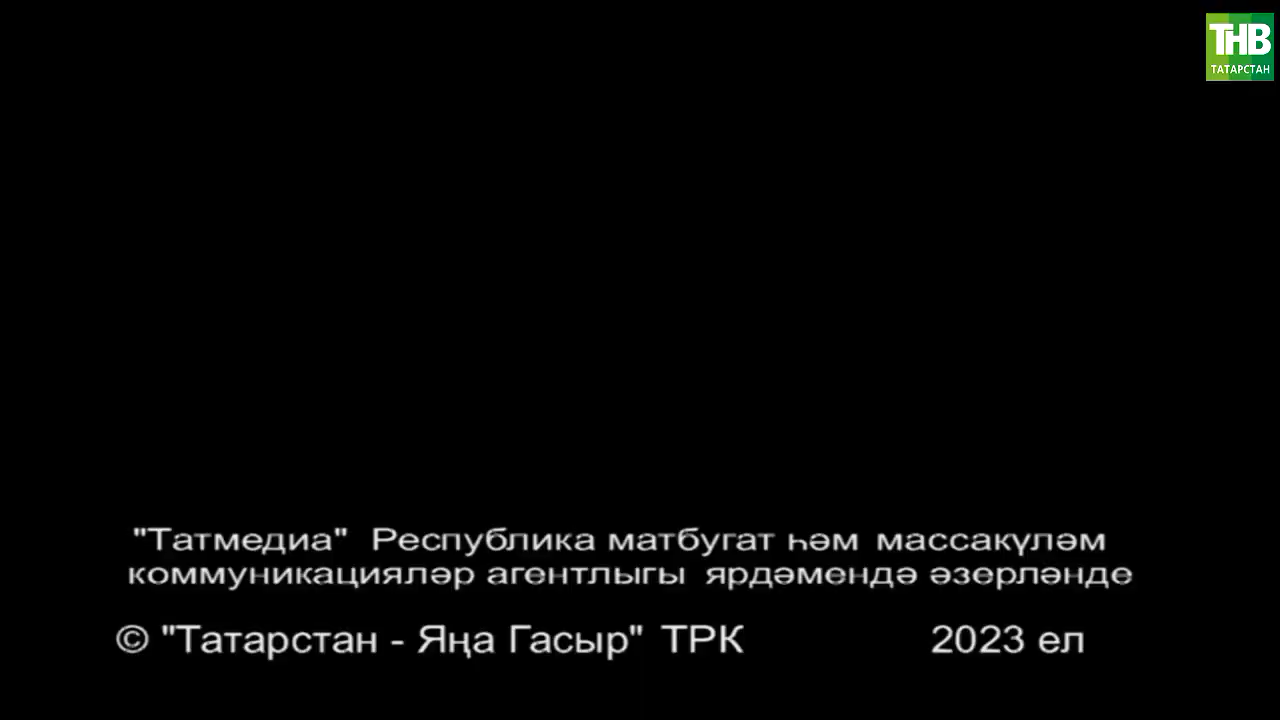 ТНВ
ТАТАРСТАН
"Татмедиа" Республика матбугат һәм массакүләм
коммуникацияләр агентлыгы ярдәмендә әзерләнде
© "Татарстан - Яңа Гасыр" ТРК 2023 ел